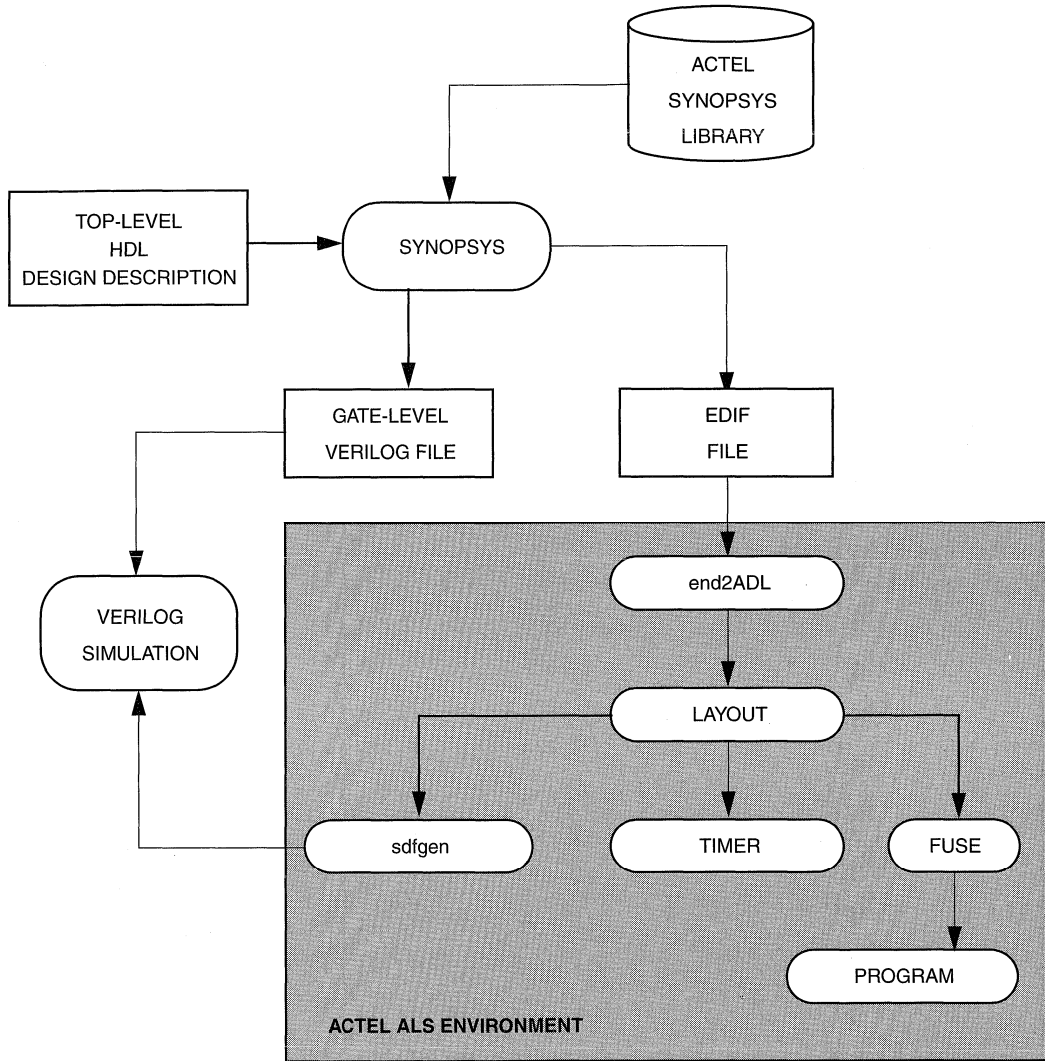 ACTEL
SYNOPSYS
LIBRARY
TOP-LEVEL
HDL
DESIGN DESCRIPTION
SYNOPSYS
GATE-LEVEL
VERILOG FILE
EDIF
FILE
end2ADL
VERILOG
SIMULATION
LAYOUT
sdfgen
TIMER
FUSE
PROGRAM
ACTEL ALS ENVIRONMENT